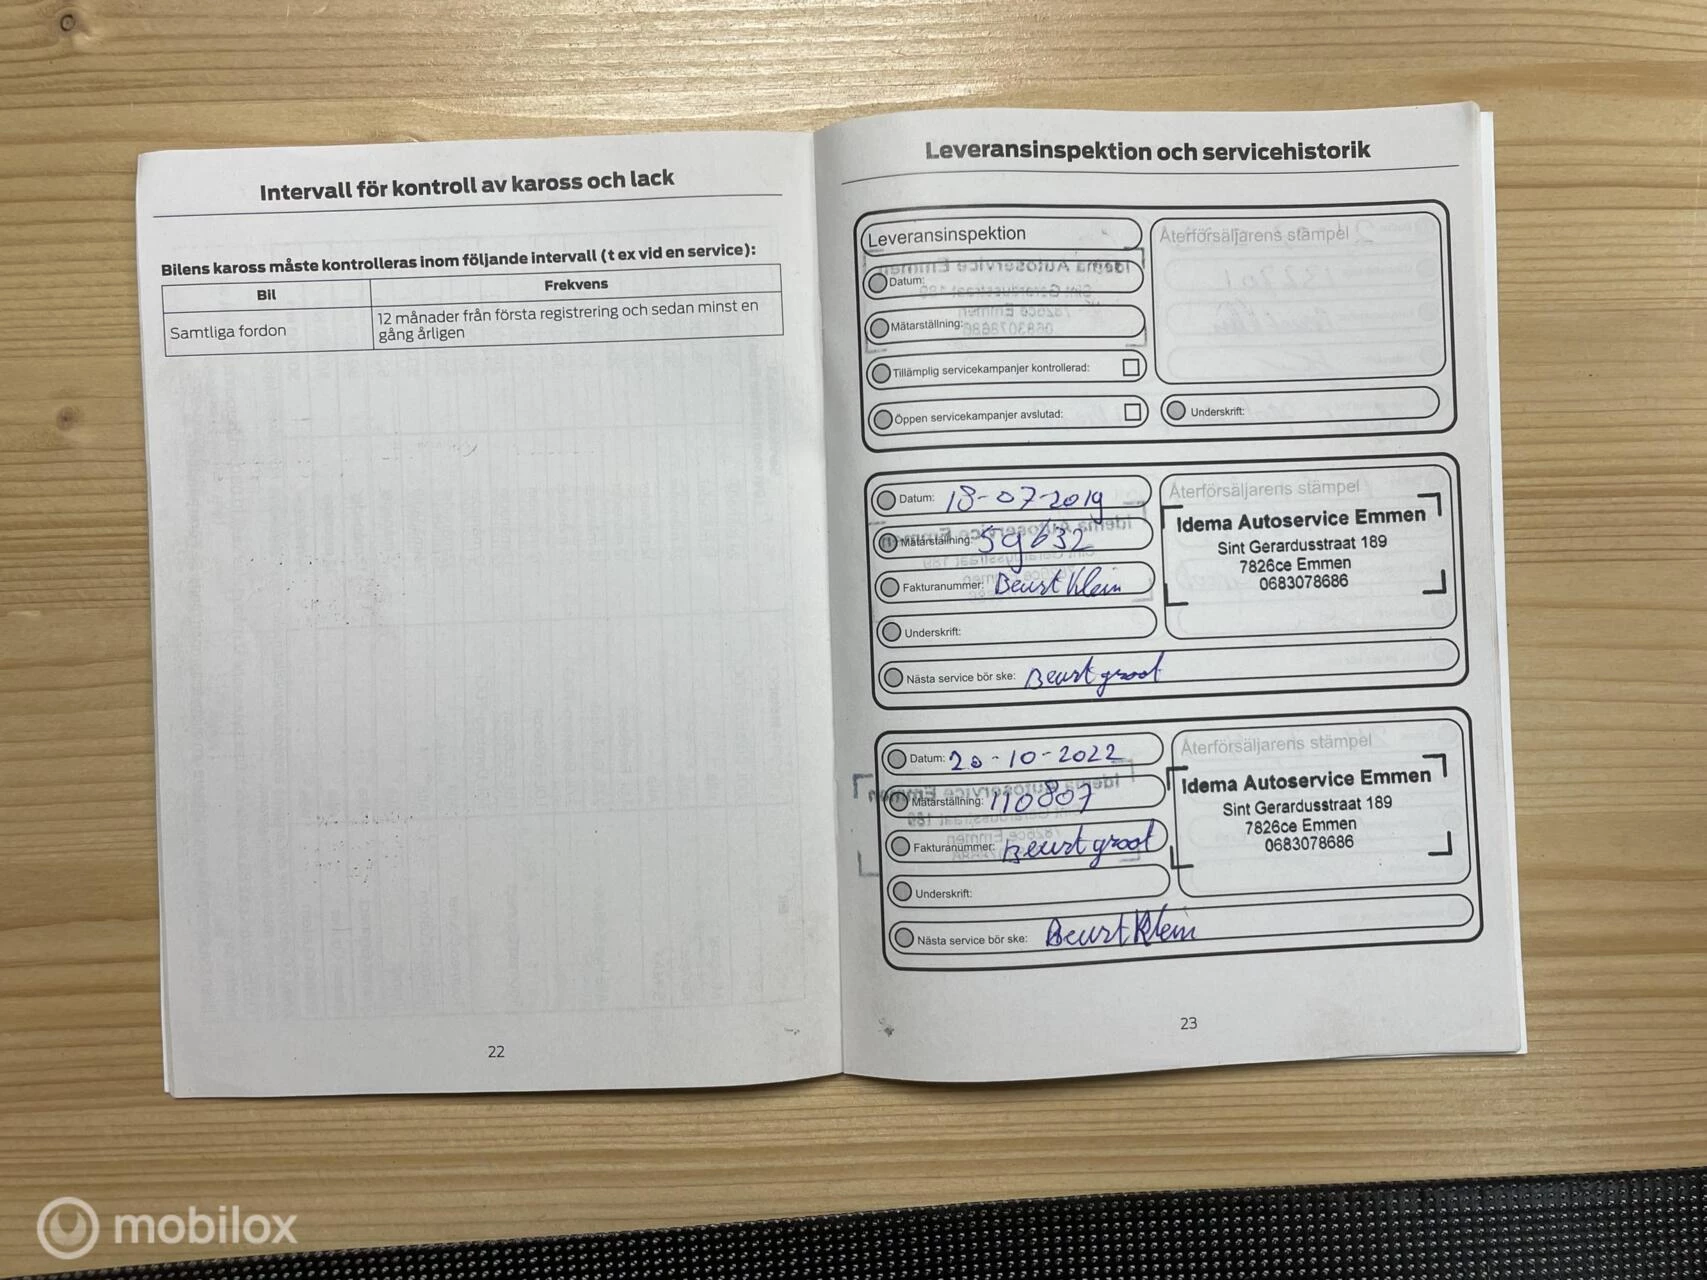 Intervall för kontroll av kaross och lack
Bilens kaross måste kontrolleras inom följande intervall (t ex vid en service):
Bil
Frekvens
Samtliga fordon
12 månader från första registrering och sedan minst en
gång årligen
22
Leveransinspektion och servicehistorik
Leveransinspektion
Återförsäljarens stämpel
Datum:
Mätarställning:
Tillämplig servicekampanjer kontrollerad:
Öppen servicekampanjer avslutad:
Underskrift:
Datum: 18-07-2019
Mätarställning: 59632
Fakturanummer: Beurt Klein
Underskrift:
Nästa service bör ske: Beurt groot
Återförsäljarens stämpel
Idema Autoservice Emmen
Sint Gerardusstraat 189
7826ce Emmen
0683078686
Datum: 20-10-2022
Mätarställning: 110807
Fakturanummer: Beurt groot
Underskrift:
Nästa service bör ske: Beurt Klein
Återförsäljarens stämpel
Idema Autoservice Emmen
Sint Gerardusstraat 189
7826ce Emmen
0683078686
23
mobilox